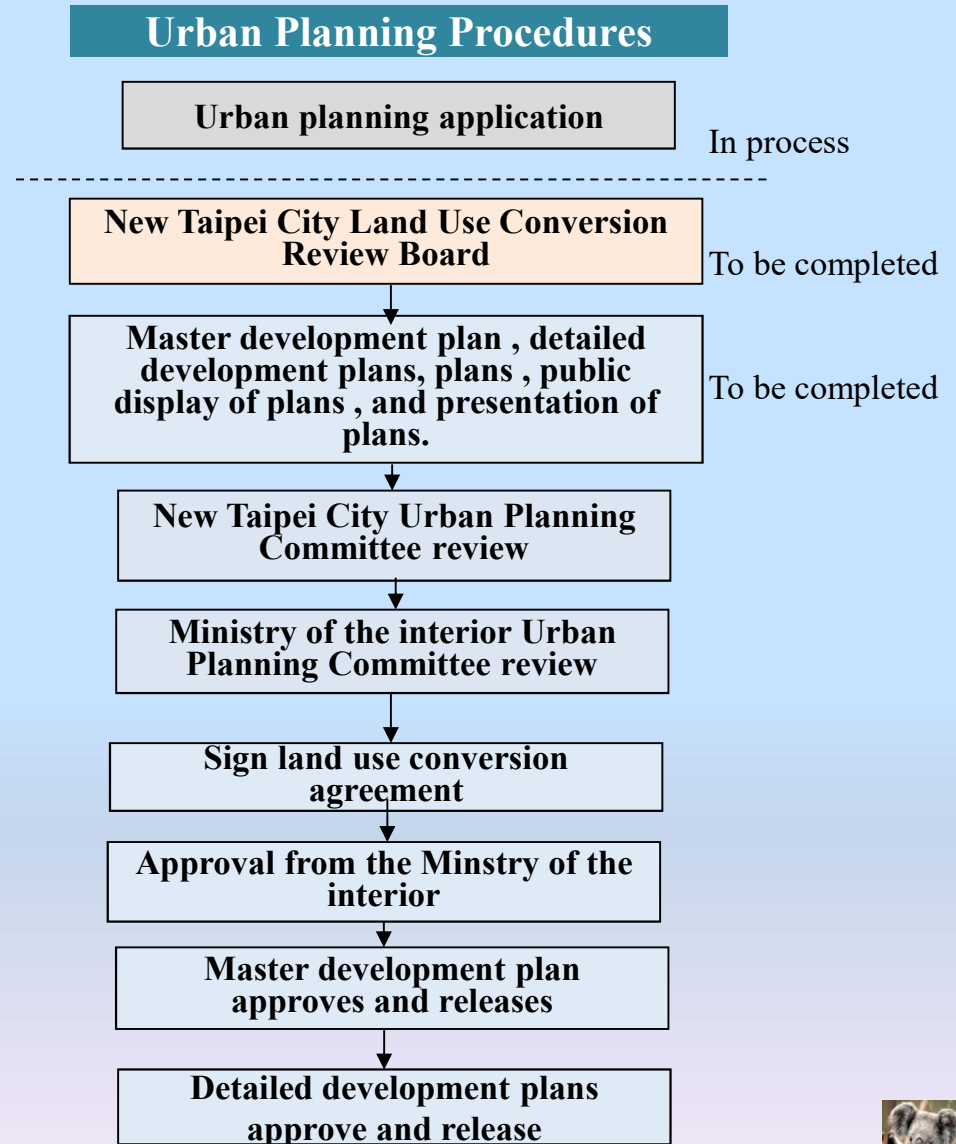 Urban Planning Procedures
Urban planning application
In process
New Taipei City Land Use Conversion
Review Board
To be completed
Master development plan , detailed
development plans, plans , public
display of plans , and presentation of
plans.
To be completed
New Taipei City Urban Planning
Committee review
Ministry of the interior Urban
Planning Committee review
Sign land use conversion
agreement
Approval from the Minstry of the
interior
Master development plan
approves and releases
Detailed development plans
approve and release